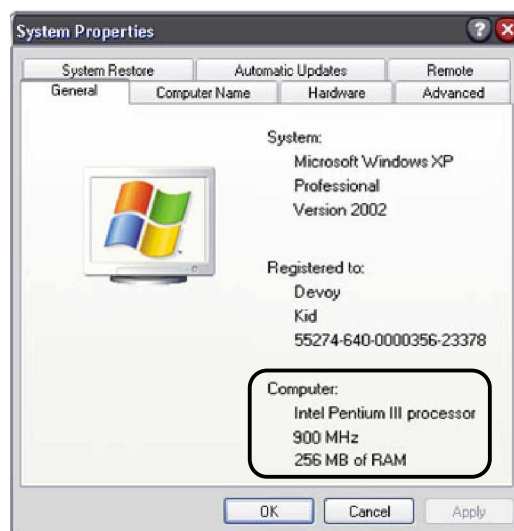 System Properties
System Restore Automatic Updates Remote
General Computer Name Hardware Advanced
System:
Microsoft Windows XP
Professional
Version 2002
Registered to:
Devoy
Kid
55274-640-0000356-23378
Computer:
Intel Pentium III processor
900 MHz
256 MB of RAM
OK Cancel Apply